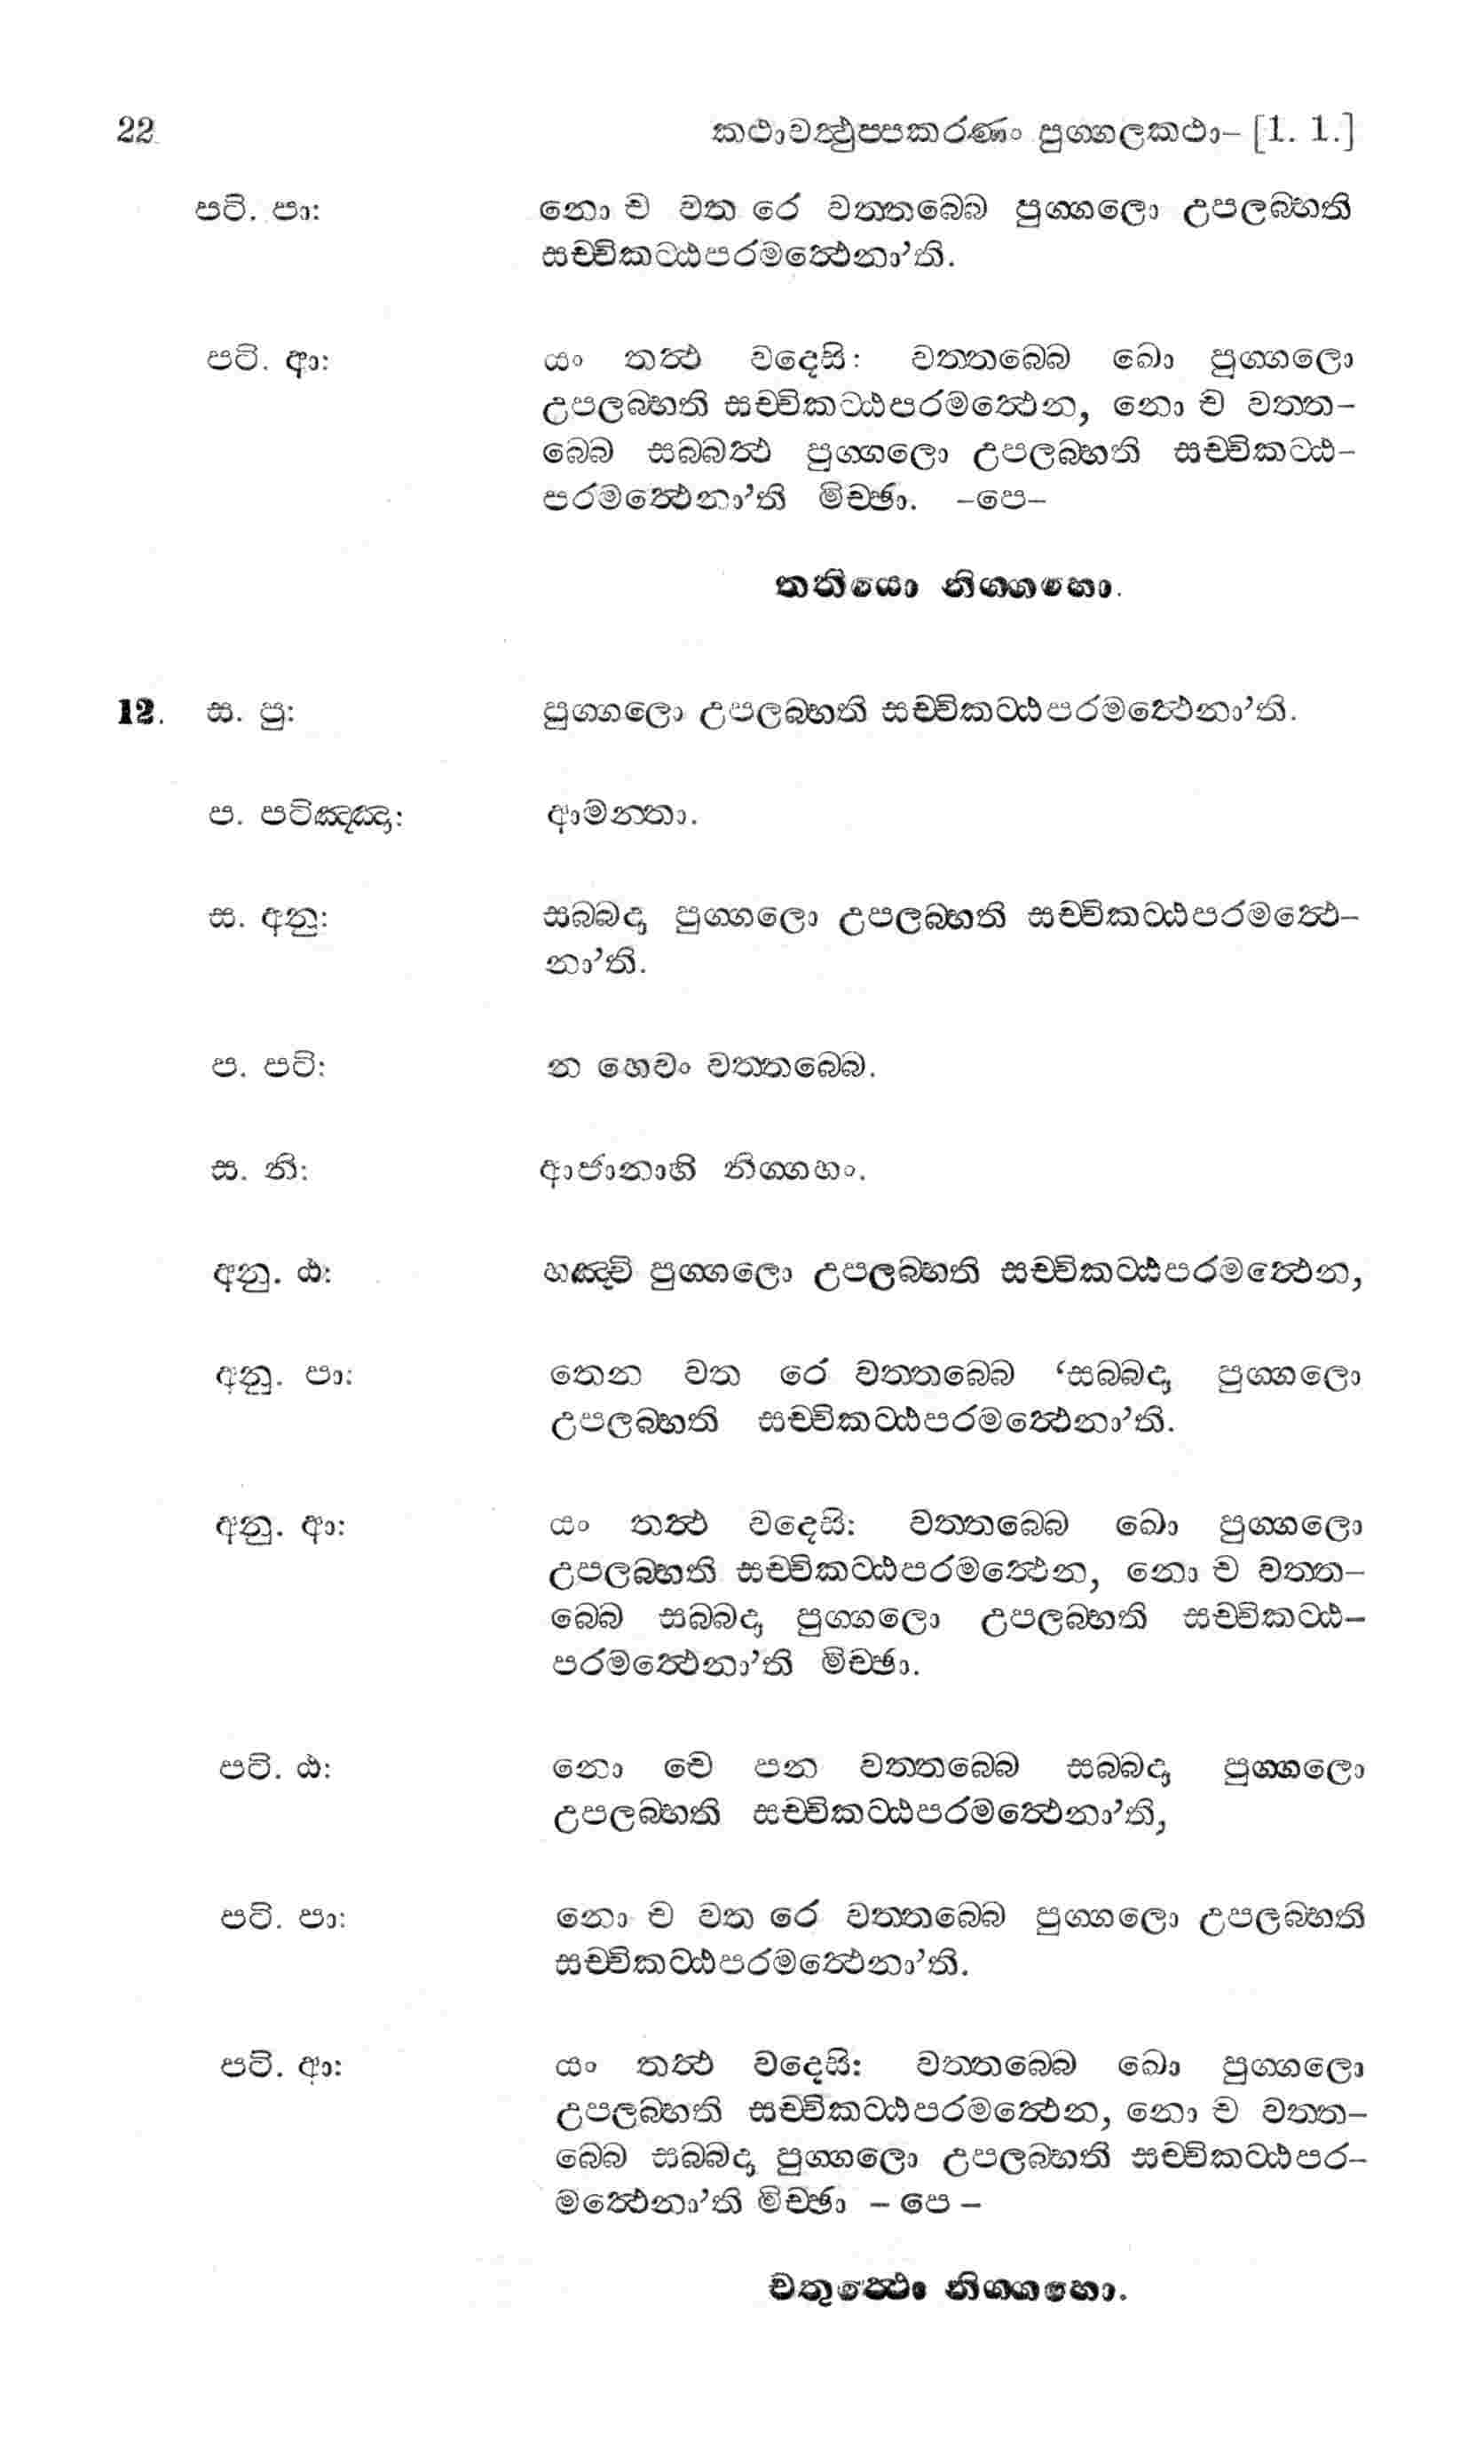 22 කථාවත්ථුප්පකරණං පුග්ගලකථා– [1. 1.]
පටි. පා: නො ච වත රෙ වත්තබ්බෙ පුග්ගලො උපලබ්භති
සච්චිකට්ඨපරමත්ථෙනා’ති.
පටි. ආ: යං තත්ථ වදෙසි: වත්තබ්බෙ ඛො පුග්ගලො
උපලබ්භති සච්චිකට්ඨපරමත්ථෙන, නො ච වත්ත–
බ්බෙ සබ්බත්ථ පුග්ගලො උපලබ්භති සච්චිකට්ඨ–
පරමත්ථෙනා’ති මිච්ඡා. –පෙ–
තතියො නිග්ගහො.
12. ස. පු: පුග්ගලො උපලබ්භති සච්චිකට්ඨපරමත්ථෙනා’ති.
ප. පටිඤ්ඤා: ආමන්තා.
ස. අනු: සබ්බදා පුග්ගලො උපලබ්භති සච්චිකට්ඨපරමත්ථෙ–
නා’ති.
ප. පටි: න හෙවං වත්තබ්බෙ.
ස. නි: ආජානාහි නිග්ගහං.
අනු. ඨ: හඤ්චි පුග්ගලො උපලබ්භති සච්චිකට්ඨපරමත්ථෙන,
අනු. පා: තෙන වත රෙ වත්තබ්බෙ ‘සබ්බදා පුග්ගලො
උපලබ්භති සච්චිකට්ඨපරමත්ථෙනා’ති.
අනු. ආ: යං තත්ථ වදෙසි: වත්තබ්බෙ ඛො පුග්ගලො
උපලබ්භති සච්චිකට්ඨපරමත්ථෙන, නො ච වත්ත–
බ්බෙ සබ්බදා පුග්ගලො උපලබ්භති සච්චිකට්ඨ–
පරමත්ථෙනා’ති මිච්ඡා.
පටි. ඨ: නො චෙ පන වත්තබ්බෙ සබ්බදා පුග්ගලො
උපලබ්භති සච්චිකට්ඨපරමත්ථෙනා’ති,
පටි. පා: නො ච වත රෙ වත්තබ්බෙ පුග්ගලො උපලබ්භති
සච්චිකට්ඨපරමත්ථෙනා’ති.
පටි. ආ: යං තත්ථ වදෙසි: වත්තබ්බෙ ඛො පුග්ගලො
උපලබ්භති සච්චිකට්ඨපරමත්ථෙන, නො ච වත්ත–
බ්බෙ සබ්බදා පුග්ගලො උපලබ්භති සච්චිකට්ඨපර–
මත්ථෙනා’ති මිච්ඡා – පෙ –
චතුත්ථො නිග්ගහො.